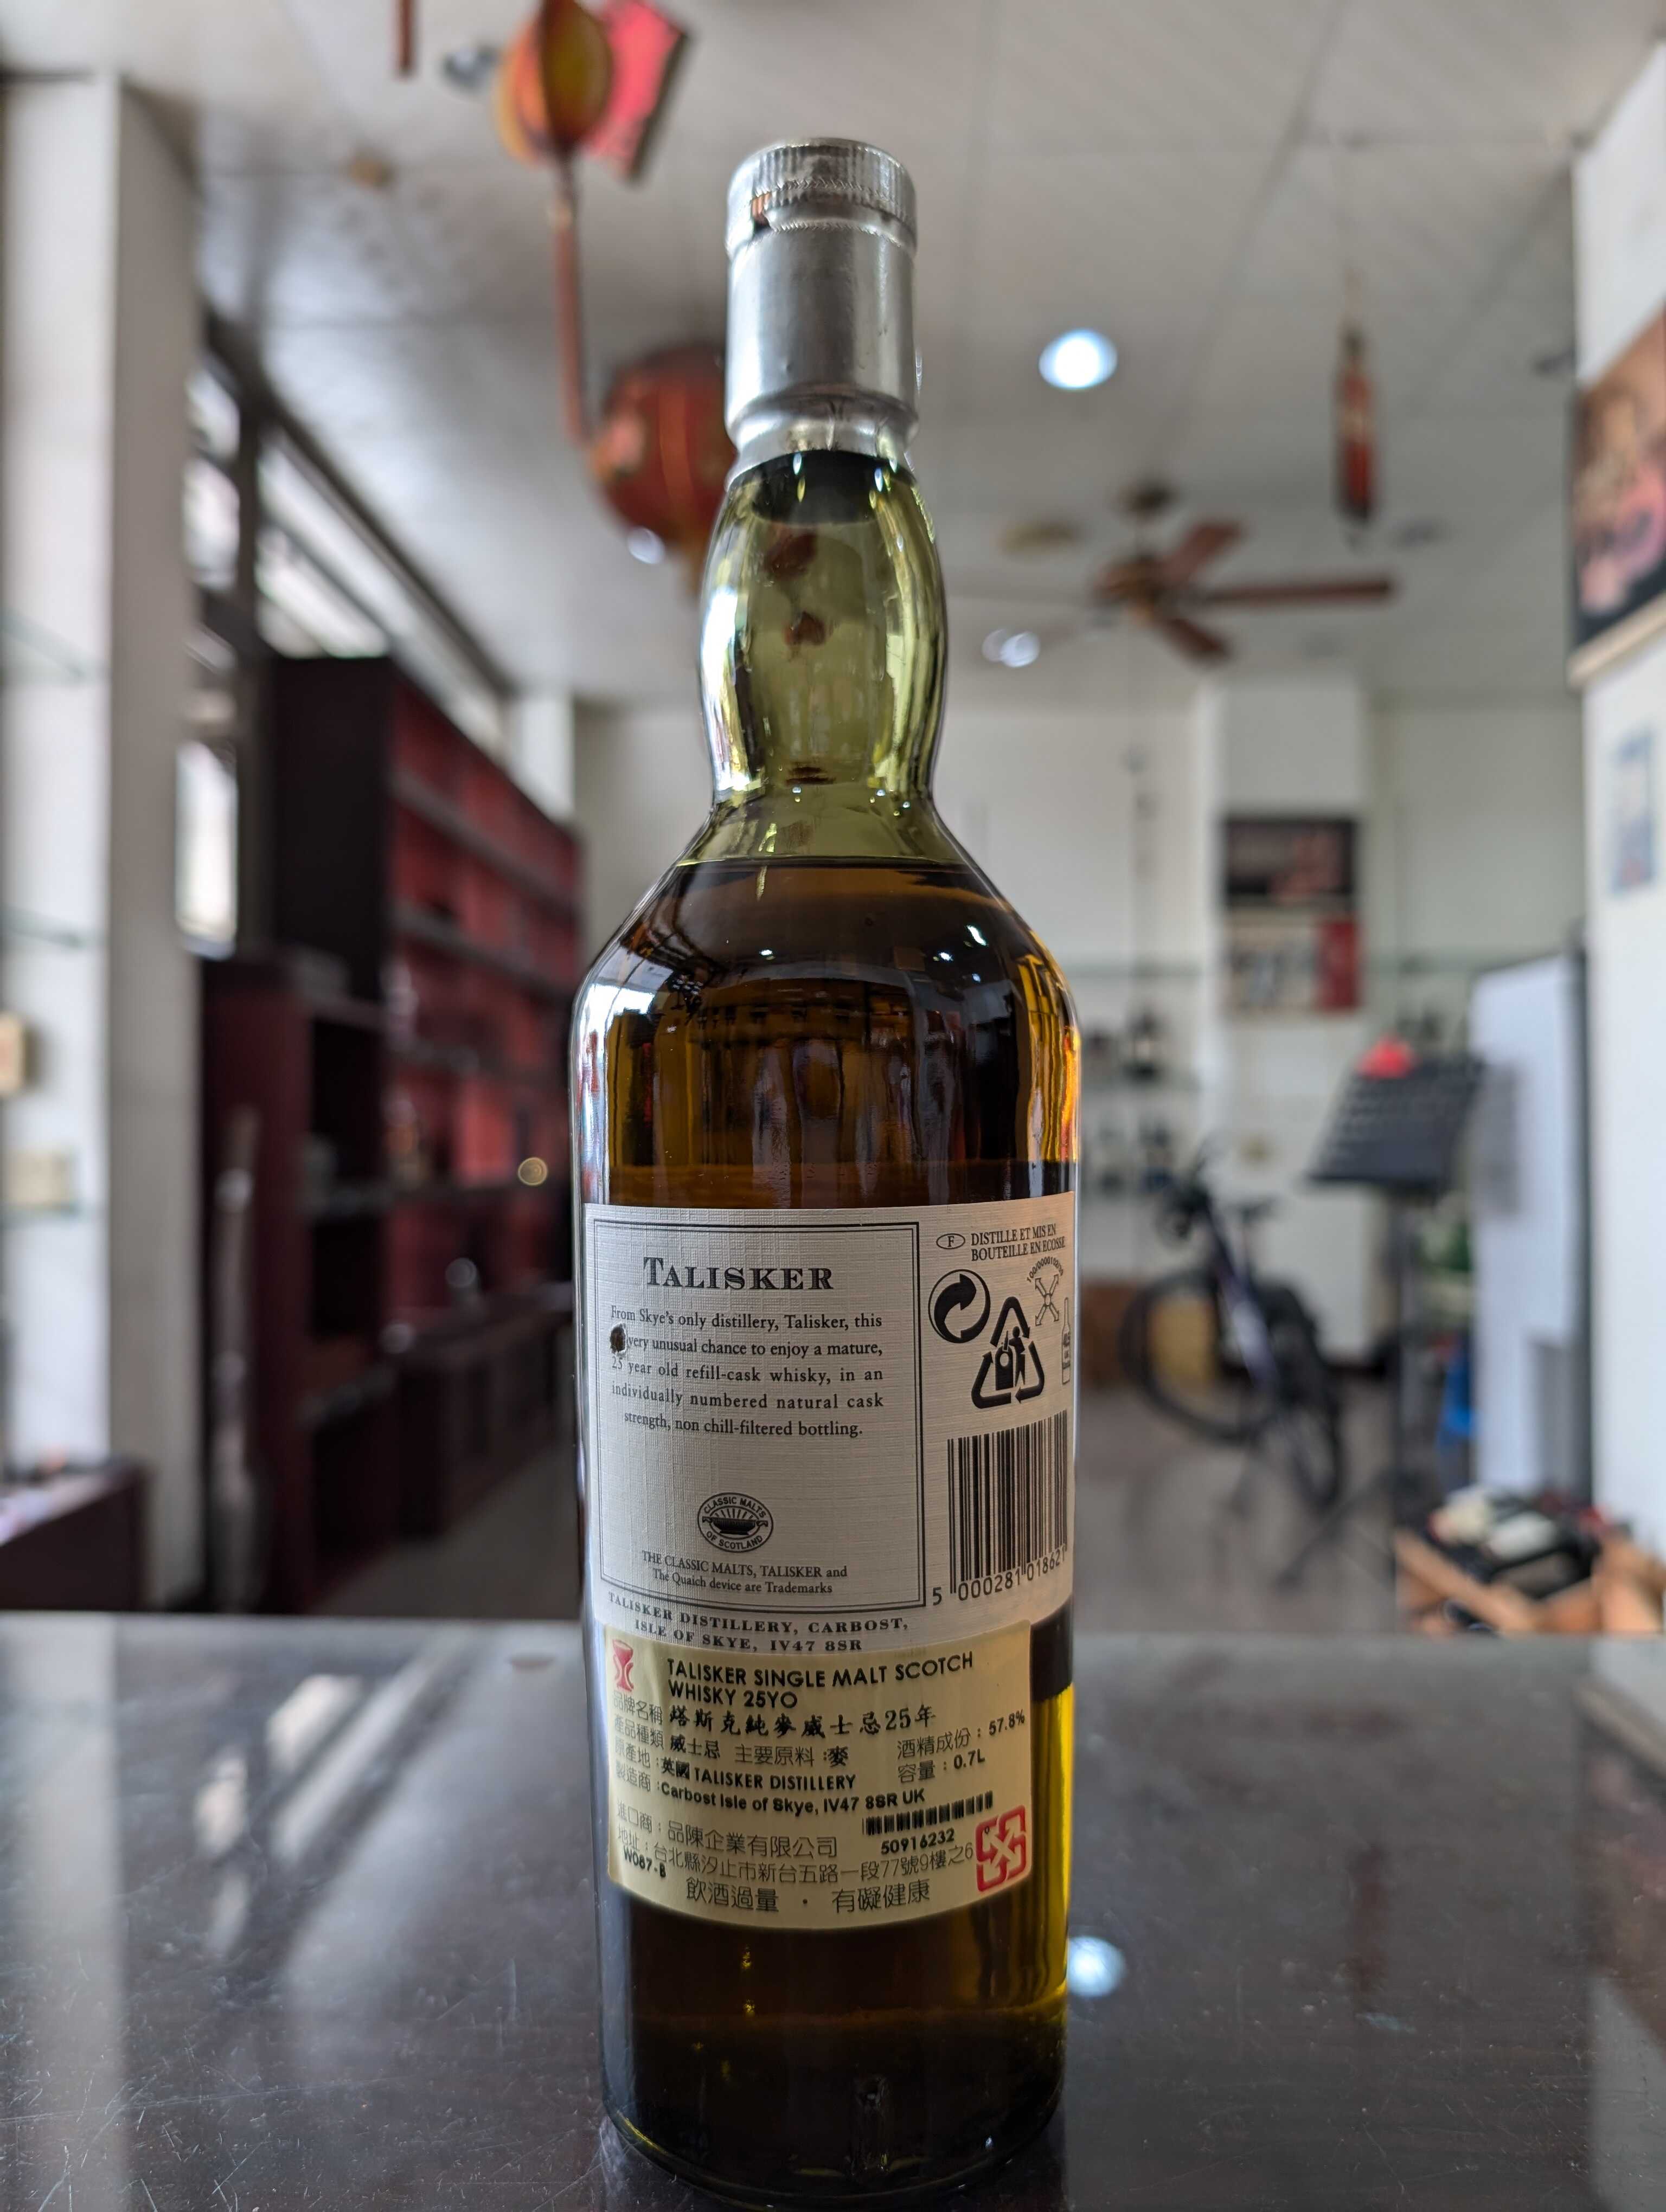 TALISKER
From Skye's only distillery, Talisker, this
very unusual chance to enjoy a mature,
25 year old refill-cask whisky, in an
individually numbered natural cask
strength, non chill-filtered bottling.
CLASSIC MALTS
OF SCOTLAND
THE CLASSIC MALTS, TALISKER and
The Quaich device are Trademarks
TALISKER DISTILLERY, CARBOST,
ISLE OF SKYE, IV47 8SR
F DISTILLE ET MIS EN
BOUTEILLE EN ECOSSE
5 000281 018621
TALISKER SINGLE MALT SCOTCH
WHISKY 25YO
品牌名稱 塔斯克純麥威士忌25年
產品種類 威士忌 主要原料:麥 酒精成份:57.8%
原產地:英國 容量:0.7L
製造商:TALISKER DISTILLERY
Carbost Isle of Skye, IV47 8SR UK
進口商:品陳企業有限公司 50916232
地址:台北縣汐止市新台五路一段77號9樓之6
W087-B
飲酒過量・有礙健康